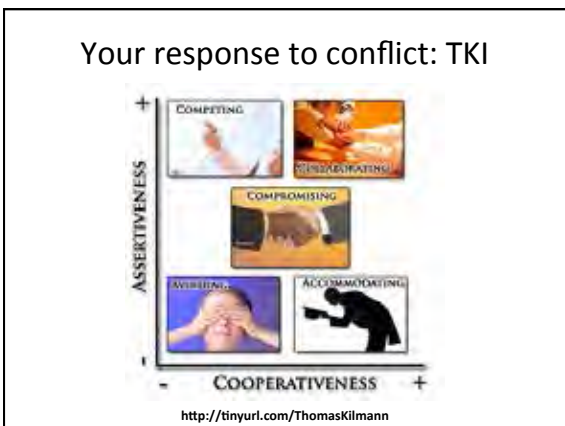 Your response to conflict: TKI
+
COMPETING
COLLABORATING
COMPROMISING
ASSERTIVENESS
AVOIDING
ACCOMMODATING
-
- COOPERATIVENESS +
http://tinyurl.com/ThomasKilmann